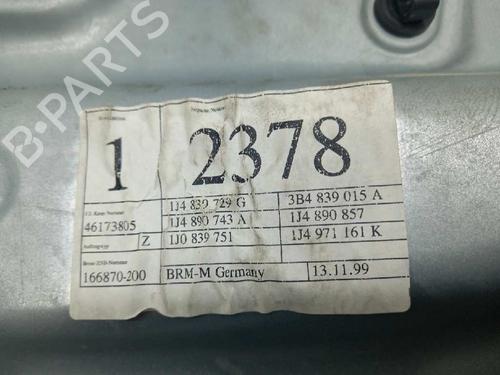 B-PARTS
1 2378
1J4 839 729 G 3B4 839 015 A
46173805 1J4 890 743 A 1J4 890 857
Z 1J0 839 751 1J4 971 161 K
166870-200 BRM-M Germany 13.11.99